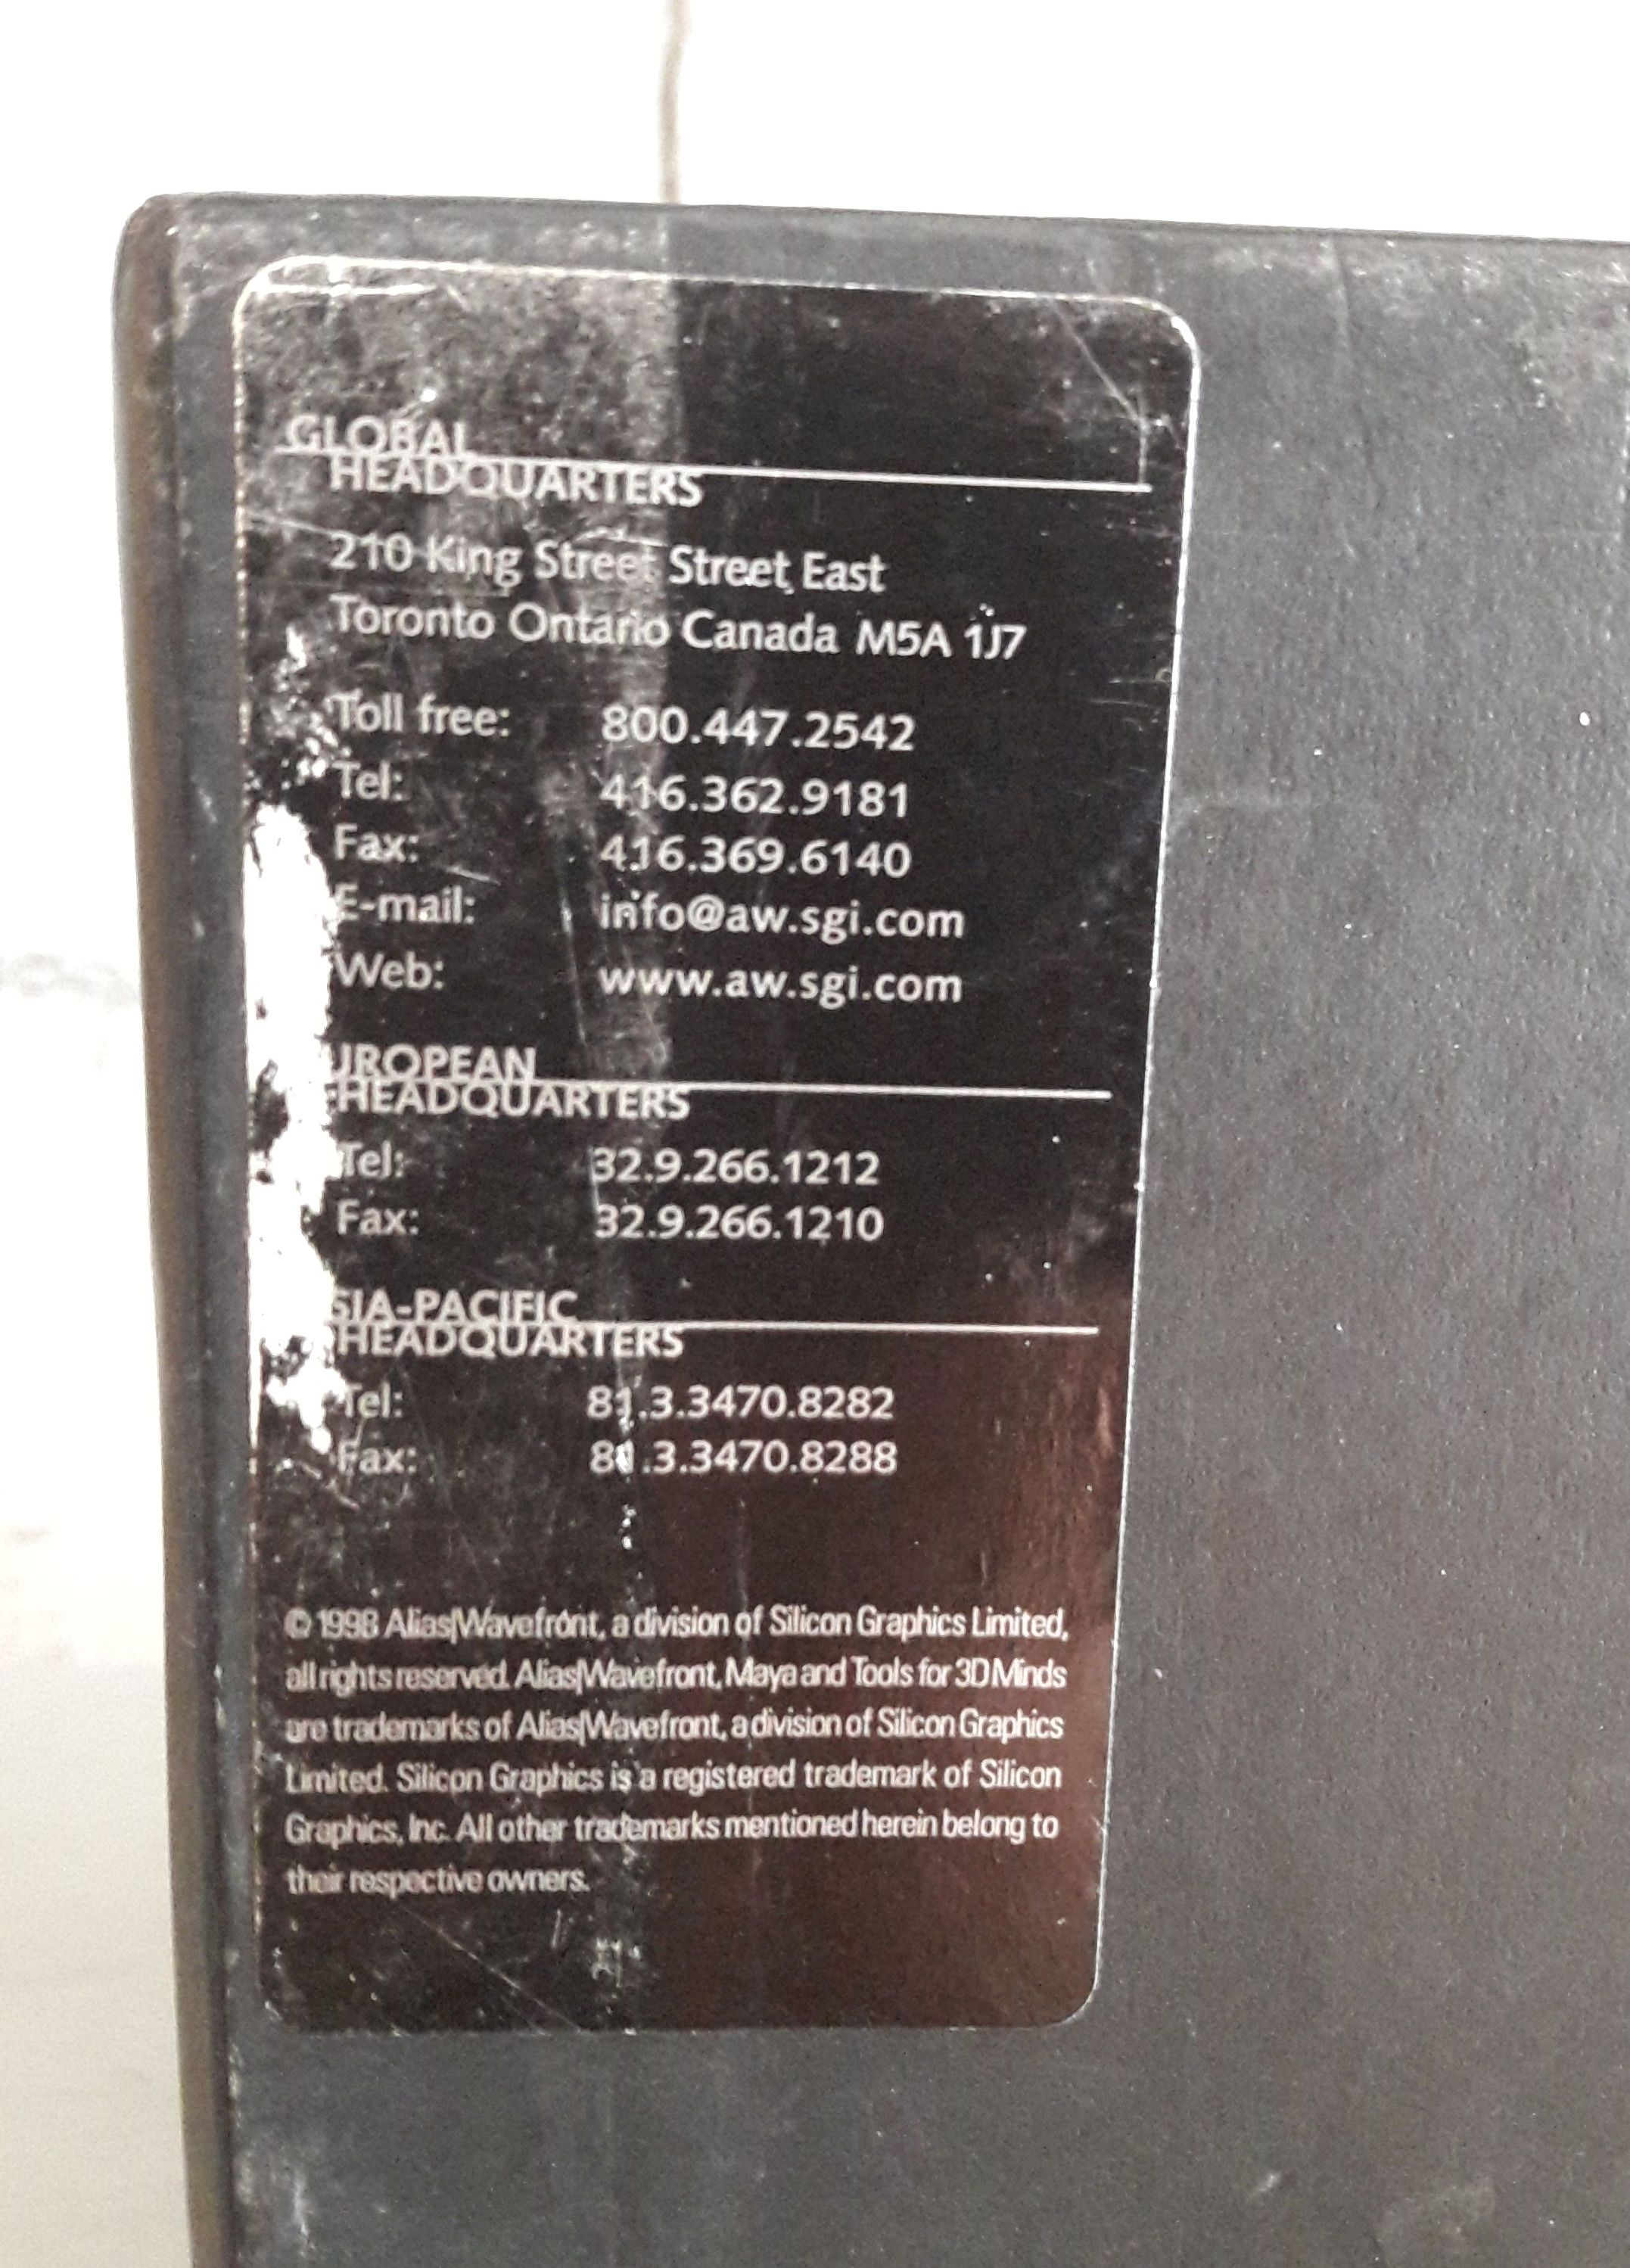 GLOBAL
HEADQUARTERS
210 King Street Street East
Toronto Ontario Canada M5A 1J7
Toll free: 800.447.2542
Tel: 416.362.9181
Fax: 416.369.6140
E-mail: info@aw.sgi.com
Web: www.aw.sgi.com
UROPEAN
HEADQUARTERS
Tel: 32.9.266.1212
Fax: 32.9.266.1210
SIA-PACIFIC
HEADQUARTERS
Tel: 81.3.3470.8282
Fax: 81.3.3470.8288
© 1998 Alias|Wavefront, a division of Silicon Graphics Limited,
all rights reserved. Alias|Wavefront, Maya and Tools for 3D Minds
are trademarks of Alias|Wavefront, a division of Silicon Graphics
Limited. Silicon Graphics is a registered trademark of Silicon
Graphics, Inc. All other trademarks mentioned herein belong to
their respective owners.